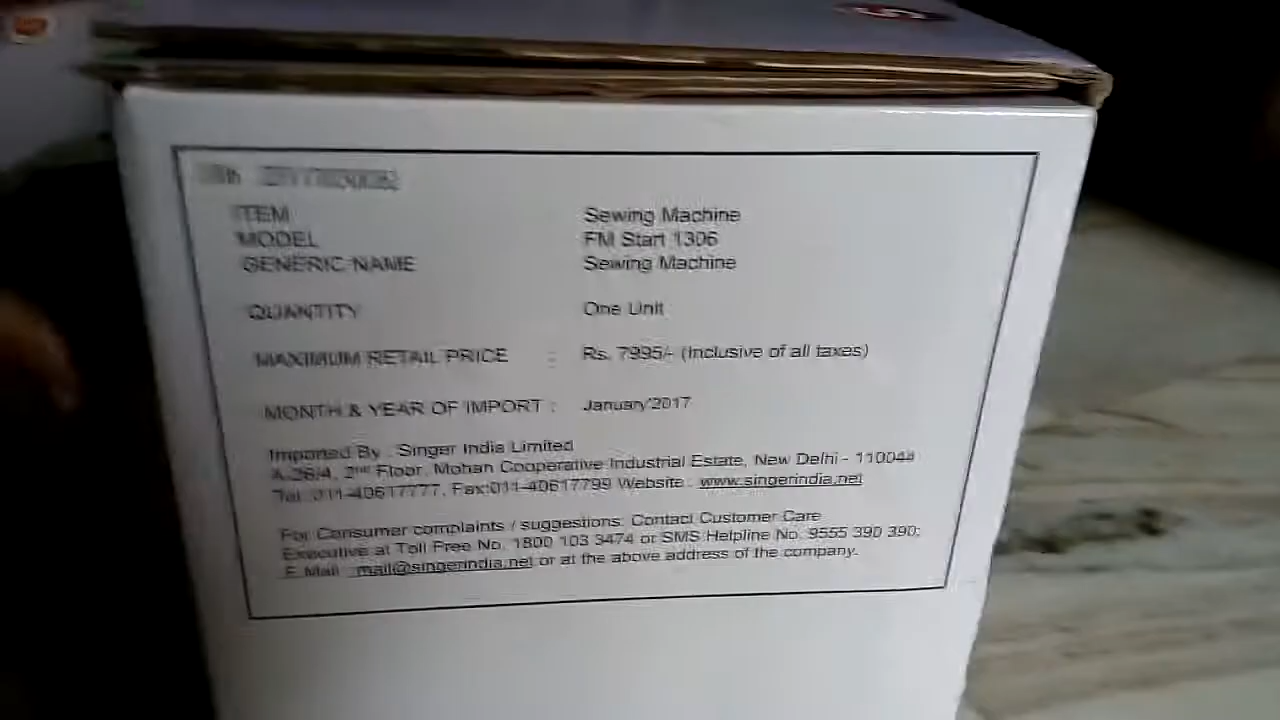 ITEM Sewing Machine
MODEL FM Start 1306
GENERIC NAME Sewing Machine
QUANTITY One Unit
MAXIMUM RETAIL PRICE : Rs. 7995/- (Inclusive of all taxes)
MONTH & YEAR OF IMPORT : January'2017
Imported By : Singer India Limited
A-26/4, 2nd Floor, Mohan Cooperative Industrial Estate, New Delhi - 110044
Tel: 011-40617777, Fax:011-40617799 Website : www.singerindia.net
For Consumer complaints / suggestions: Contact Customer Care
Executive at Toll Free No. 1800 103 3474 or SMS Helpline No. 9555 390 390;
E Mail : mail@singerindia.net or at the above address of the company.